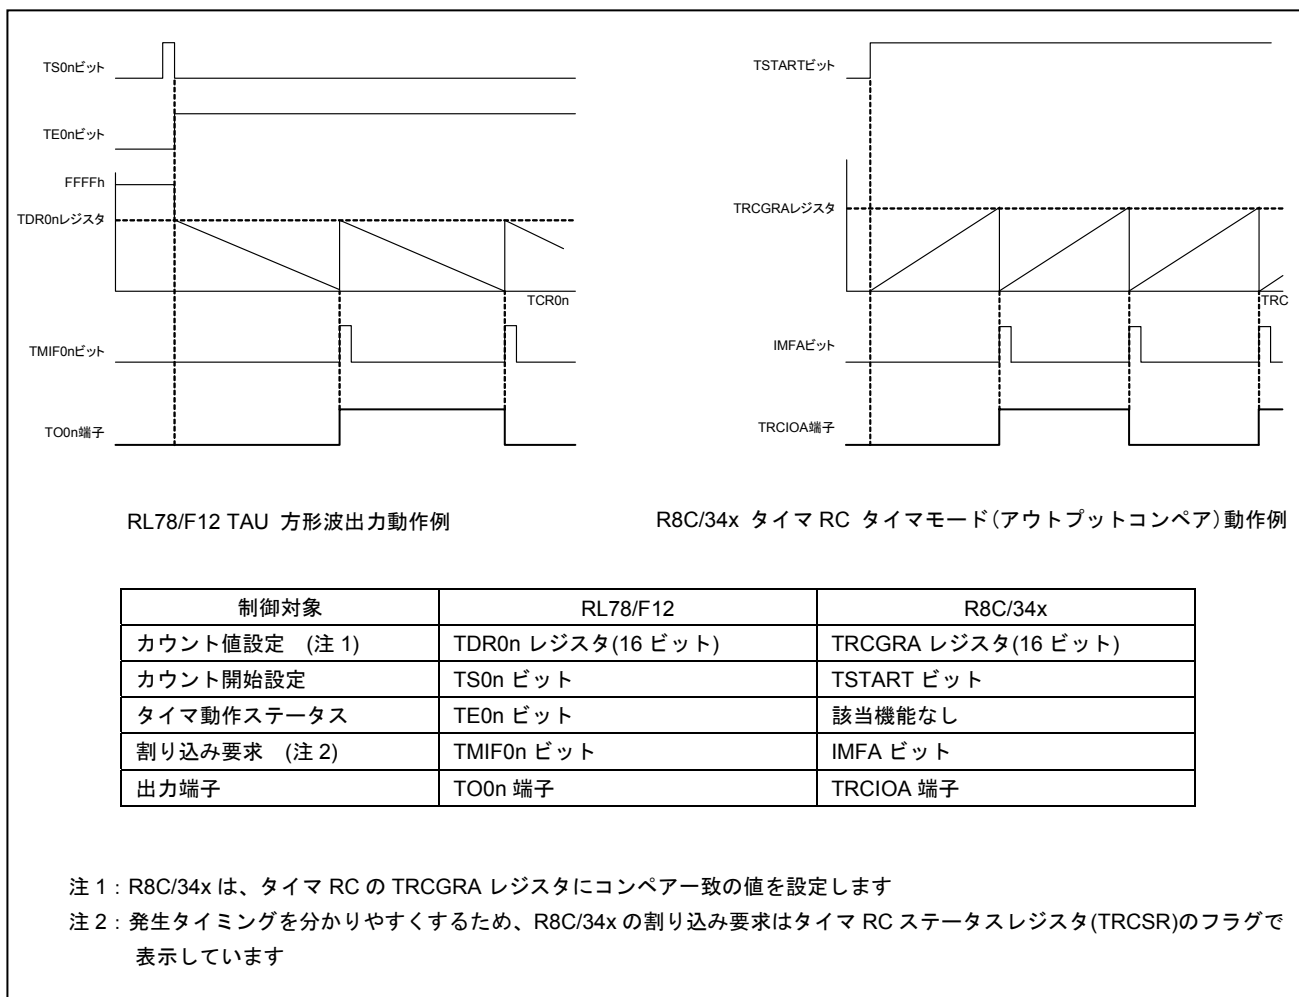 TS0nビット
TE0nビット
FFFFh
TDR0nレジスタ
TCR0n
TMIF0nビット
TO0n端子
RL78/F12 TAU 方形波出力動作例
TSTARTビット
TRCGRAレジスタ
TRC
IMFAビット
TRCIOA端子
R8C/34x タイマ RC タイマモード(アウトプットコンペア)動作例
制御対象 RL78/F12 R8C/34x
カウント値設定 (注 1) TDR0n レジスタ(16 ビット) TRCGRA レジスタ(16 ビット)
カウント開始設定 TS0n ビット TSTART ビット
タイマ動作ステータス TE0n ビット 該当機能なし
割り込み要求 (注 2) TMIF0n ビット IMFA ビット
出力端子 TO0n 端子 TRCIOA 端子
注 1:R8C/34x は、タイマ RC の TRCGRA レジスタにコンペア一致の値を設定します
注 2:発生タイミングを分かりやすくするため、R8C/34x の割り込み要求はタイマ RC ステータスレジスタ(TRCSR)のフラグで
表示しています